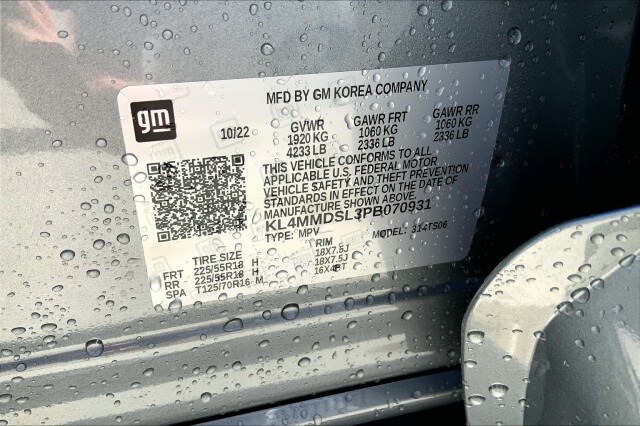 gm
MFD BY GM KOREA COMPANY
10/22
GVWR GAWR FRT GAWR RR
1920 KG 1060 KG 1060 KG
4233 LB 2336 LB 2336 LB
THIS VEHICLE CONFORMS TO ALL
APPLICABLE U.S. FEDERAL MOTOR
VEHICLE SAFETY AND THEFT PREVENTION
STANDARDS IN EFFECT ON THE DATE OF
MANUFACTURE SHOWN ABOVE.
KL4MMDSL3PB070931
TYPE: MPV MODEL: 314TS06
TIRE SIZE TRIM
FRT 225/55R18 H 18X7.5J
RR 225/55R18 H 18X7.5J
SPA T125/70R16 M 16X4BT